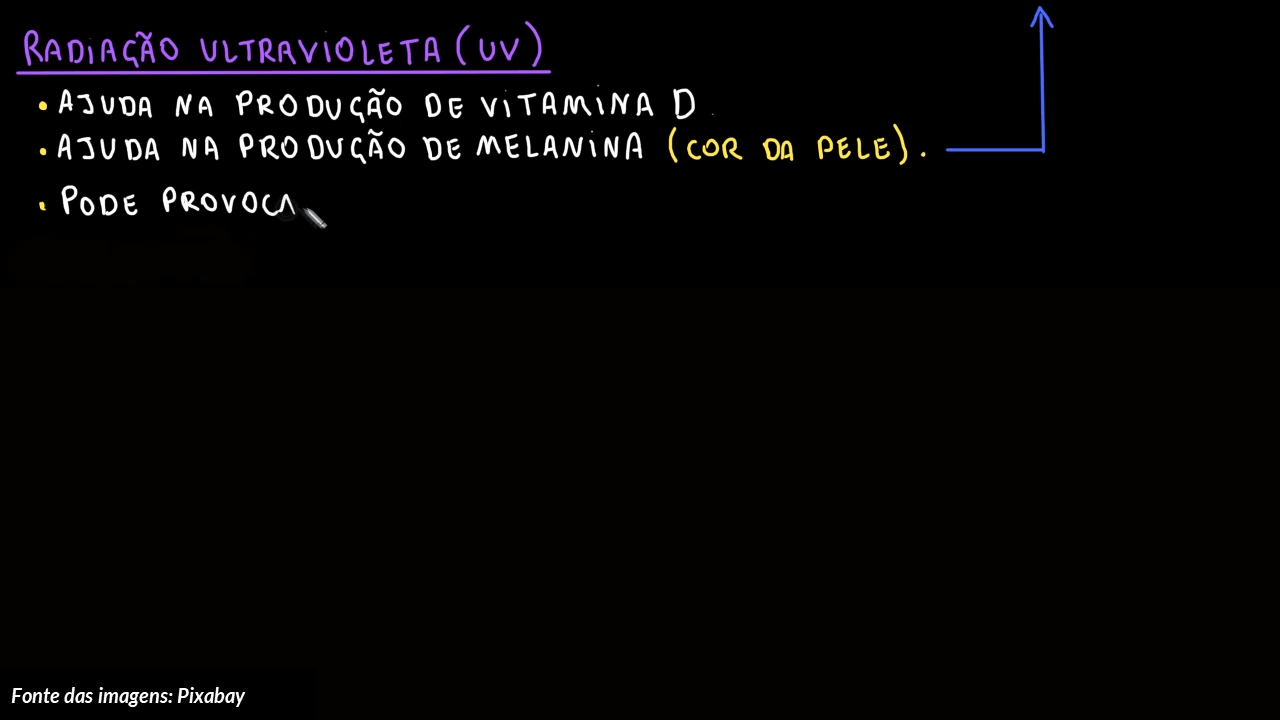 RADIAÇÃO ULTRAVIOLETA (UV)
• AJUDA NA PRODUÇÃO DE VITAMINA D
• AJUDA NA PRODUÇÃO DE MELANINA (COR DA PELE).
• PODE PROVOCA
Fonte das imagens: Pixabay